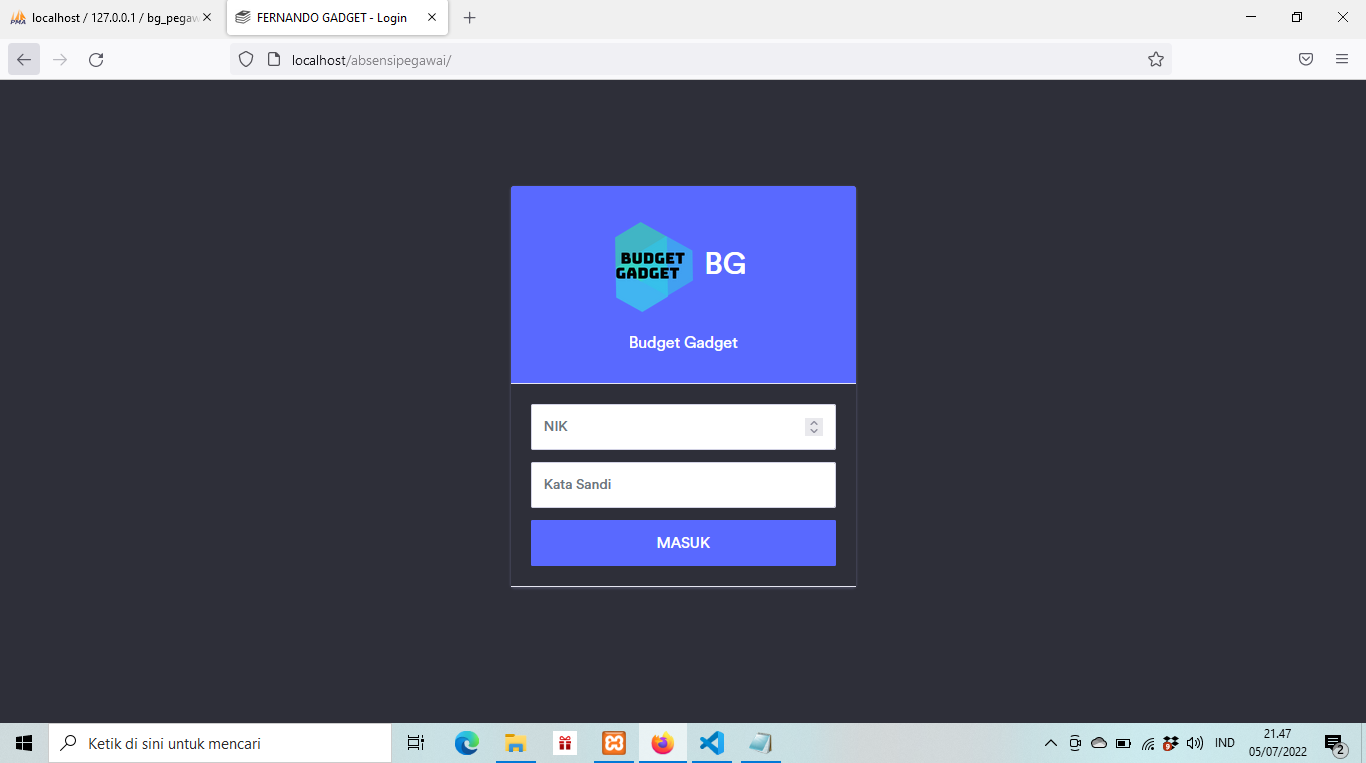 localhost / 127.0.0.1 / bg_pegaw
FERNANDO GADGET - Login
localhost/absensipegawai/
BUDGET
GADGET
BG
Budget Gadget
NIK
Kata Sandi
MASUK
Ketik di sini untuk mencari
9
IND
21.47
05/07/2022
2